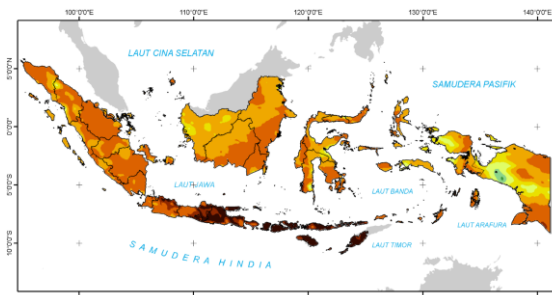 100°0'0"E 110°0'0"E 120°0'0"E 130°0'0"E 140°0'0"E
LAUT CINA SELATAN
5°0'0"N
SAMUDERA PASIFIK
0°0'0"
LAUT JAWA
LAUT BANDA
5°0'0"S
LAUT ARAFURA
SAMUDERA HINDIA
LAUT TIMOR
10°0'0"S